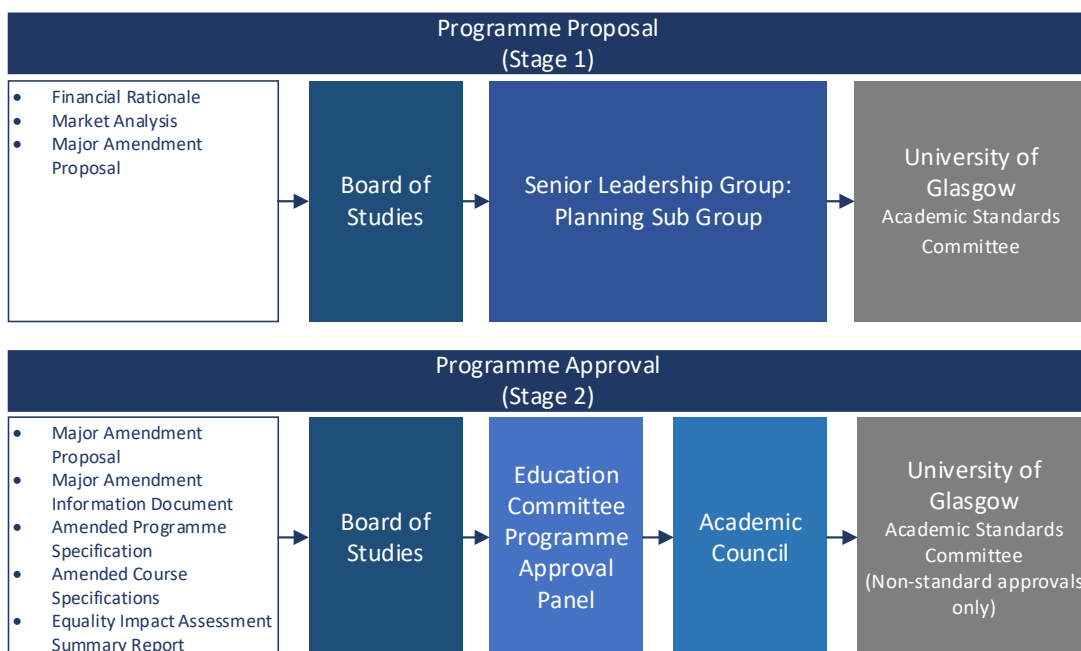 Programme Proposal
(Stage 1)
• Financial Rationale
• Market Analysis
• Major Amendment
Proposal
Board of
Studies
Senior Leadership Group:
Planning Sub Group
University of
Glasgow
Academic Standards
Committee
Programme Approval
(Stage 2)
• Major Amendment
Proposal
• Major Amendment
Information Document
• Amended Programme
Specification
• Amended Course
Specifications
• Equality Impact Assessment
Summary Report
Board of
Studies
Education
Committee
Programme
Approval
Panel
Academic
Council
University of
Glasgow
Academic Standards
Committee
(Non-standard approvals
only)